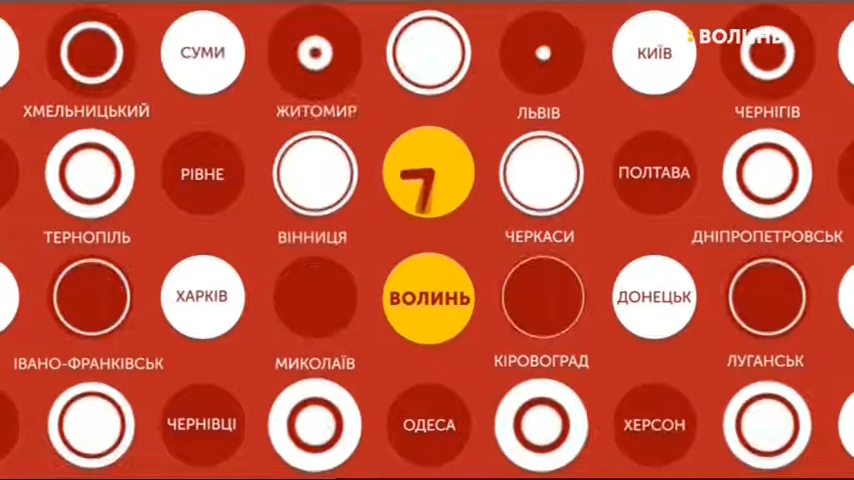 ВОЛИНЬ
СУМИ
КИЇВ
ХМЕЛЬНИЦЬКИЙ
ЖИТОМИР
ЛЬВІВ
ЧЕРНІГІВ
РІВНЕ
7
ПОЛТАВА
ТЕРНОПІЛЬ
ВІННИЦЯ
ЧЕРКАСИ
ДНІПРОПЕТРОВСЬК
ХАРКІВ
ВОЛИНЬ
ДОНЕЦЬК
ІВАНО-ФРАНКІВСЬК
МИКОЛАЇВ
КІРОВОГРАД
ЛУГАНСЬК
ЧЕРНІВЦІ
ОДЕСА
ХЕРСОН